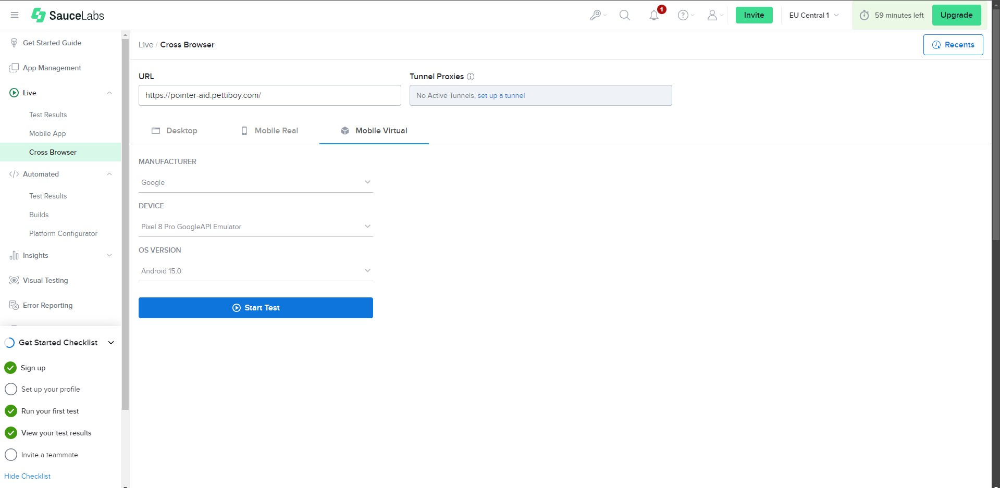 SauceLabs
1
Invite
EU Central 1
59 minutes left
Upgrade
Get Started Guide
App Management
Live
Test Results
Mobile App
Cross Browser
Automated
Test Results
Builds
Platform Configurator
Insights
Visual Testing
Error Reporting
Get Started Checklist
Sign up
Set up your profile
Run your first test
View your test results
Invite a teammate
Hide Checklist
Live / Cross Browser
Recents
URL
https://pointer-aid.pettiboy.com/
Tunnel Proxies
No Active Tunnels, set up a tunnel
Desktop
Mobile Real
Mobile Virtual
MANUFACTURER
Google
DEVICE
Pixel 8 Pro GoogleAPI Emulator
OS VERSION
Android 15.0
Start Test